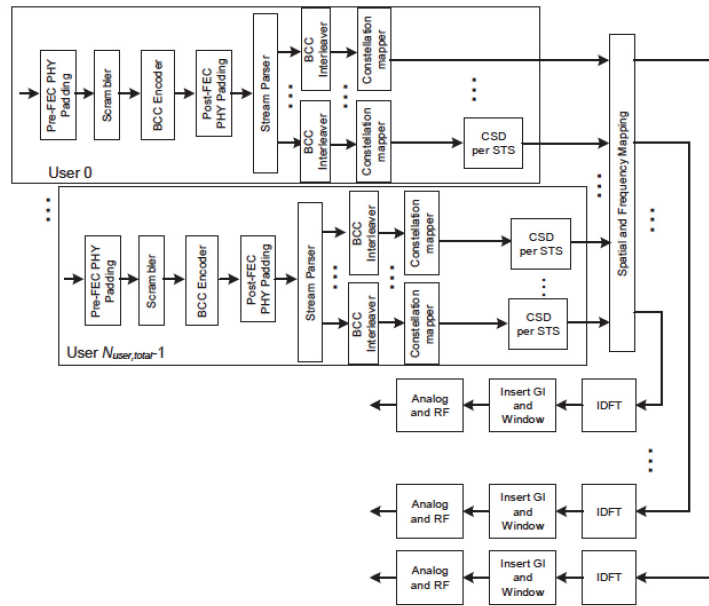 Pre-FEC PHY
Padding
Scrambler
BCC Encoder
Post-FEC
PHY Padding
Stream Parser
BCC
Interleaver
Constellation
mapper
BCC
Interleaver
Constellation
mapper
CSD
per STS
User 0
Spatial and Frequency Mapping
Pre-FEC PHY
Padding
Scrambler
BCC Encoder
Post-FEC
PHY Padding
Stream Parser
BCC
Interleaver
Constellation
mapper
CSD
per STS
BCC
Interleaver
Constellation
mapper
CSD
per STS
User Nuser,total-1
Analog
and RF
Insert GI
and
Window
IDFT
Analog
and RF
Insert GI
and
Window
IDFT
Analog
and RF
Insert GI
and
Window
IDFT